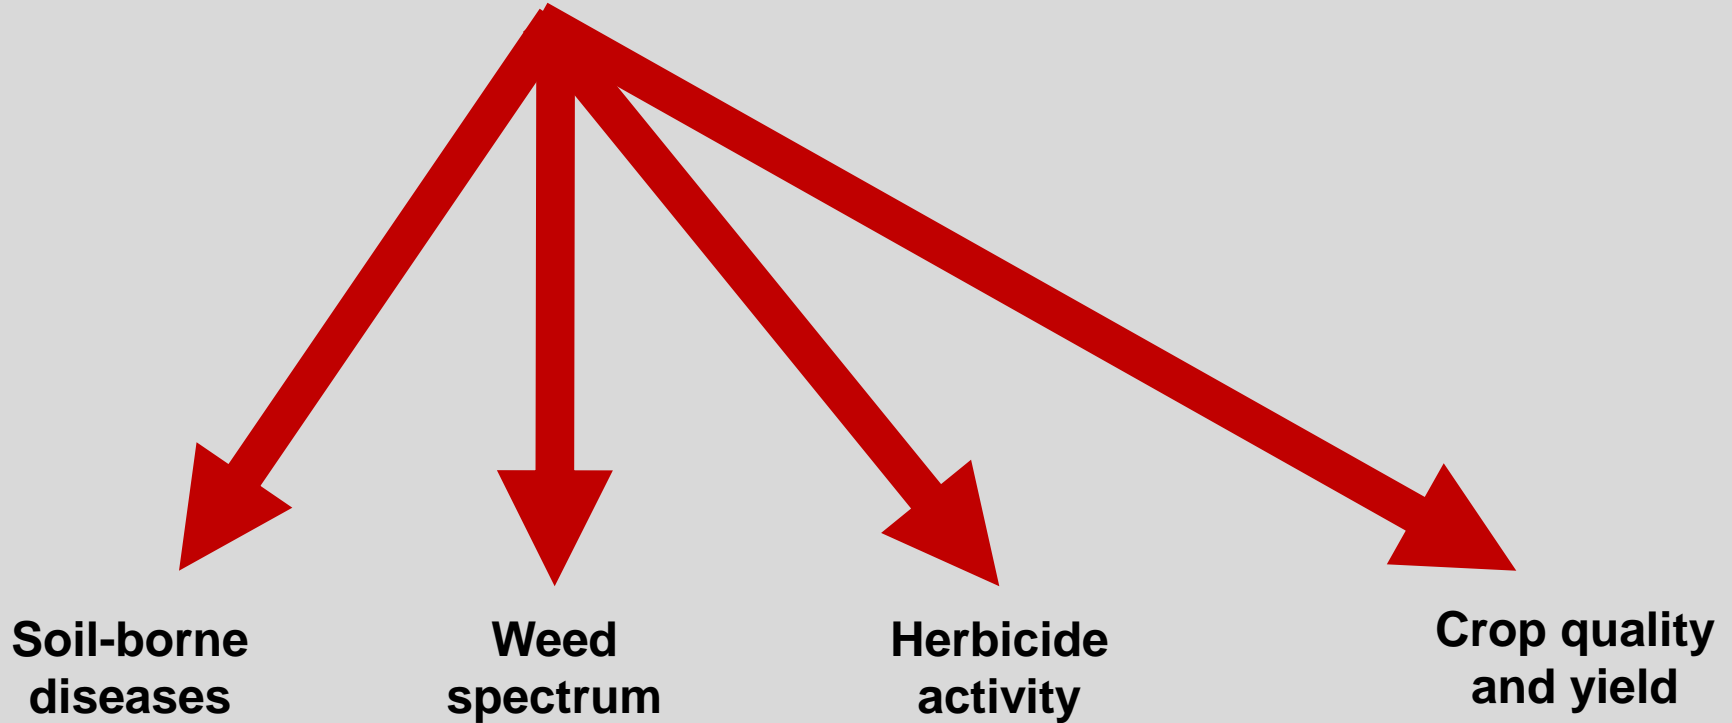 Soil-borne
diseases
Weed
spectrum
Herbicide
activity
Crop quality
and yield